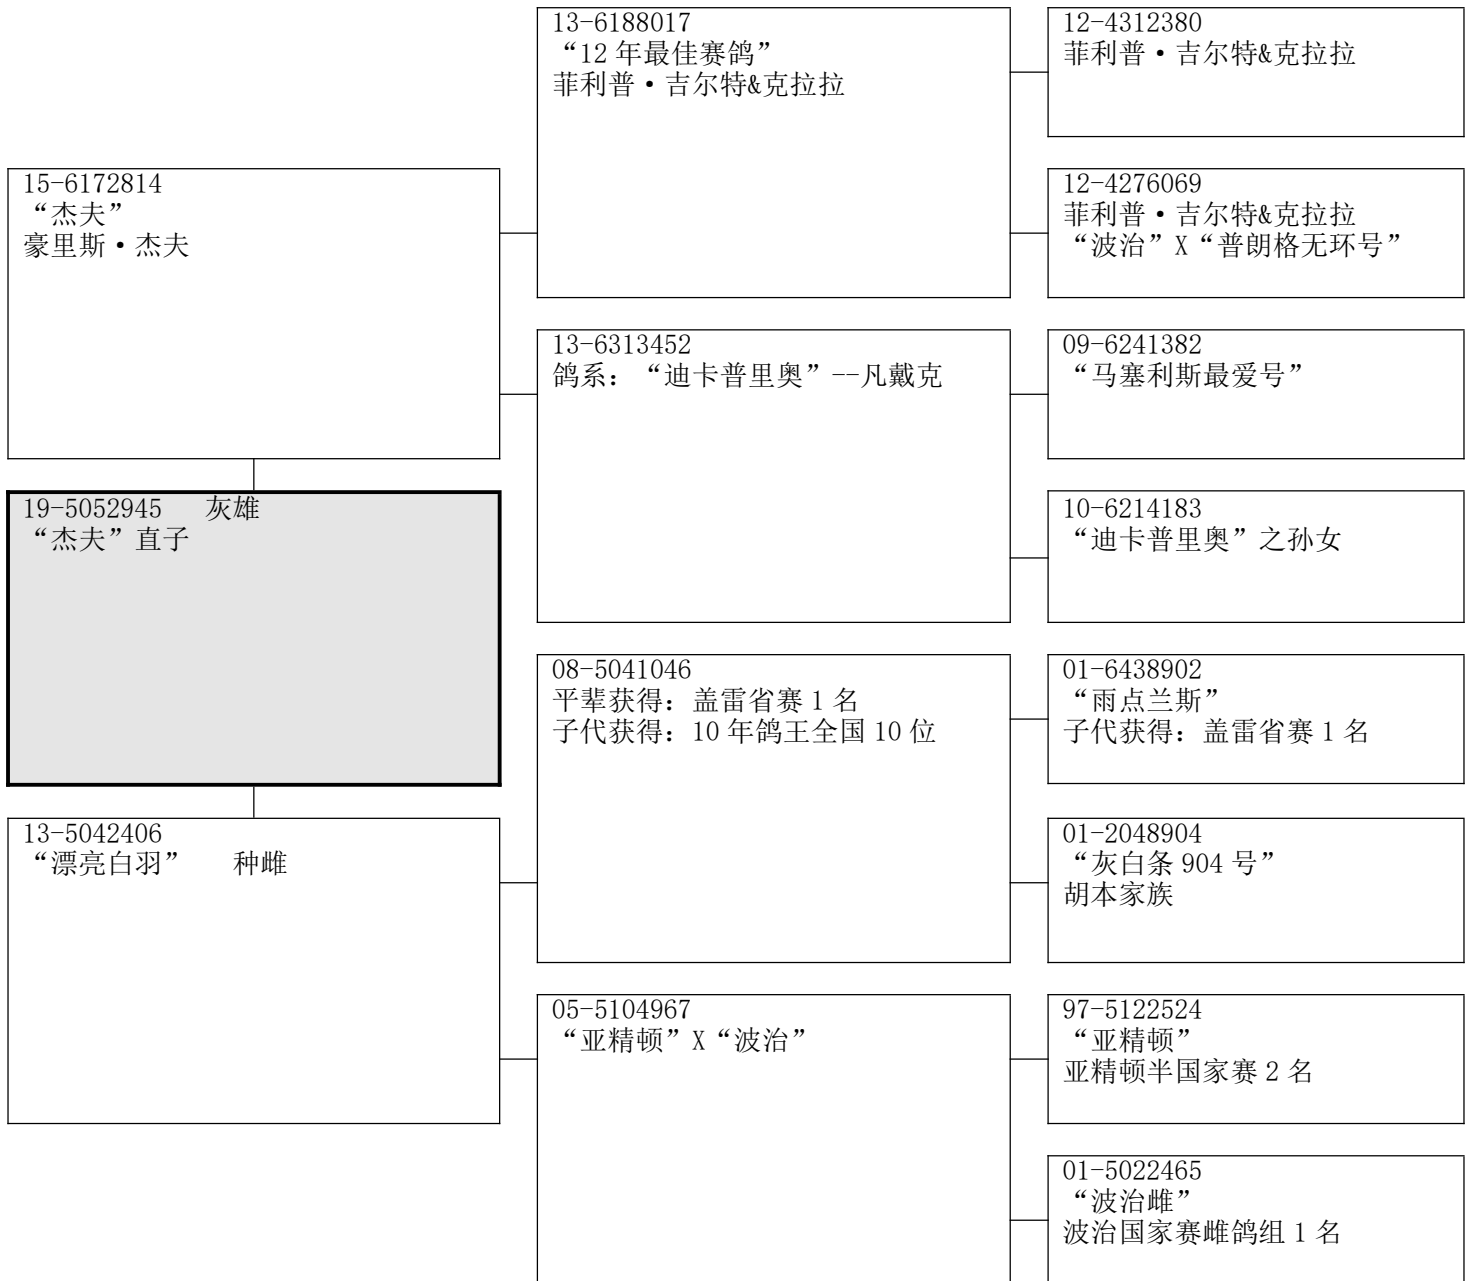 13-6188017
“12 年最佳赛鸽”
菲利普·吉尔特&克拉拉
12-4312380
菲利普·吉尔特&克拉拉
15-6172814
“杰夫”
豪里斯·杰夫
12-4276069
菲利普·吉尔特&克拉拉
“波治”X“普朗格无环号”
13-6313452
鸽系：“迪卡普里奥”--凡戴克
09-6241382
“马塞利斯最爱号”
19-5052945 灰雄
“杰夫”直子
10-6214183
“迪卡普里奥”之孙女
08-5041046
平辈获得：盖雷省赛 1 名
子代获得：10 年鸽王全国 10 位
01-6438902
“雨点兰斯”
子代获得：盖雷省赛 1 名
13-5042406
“漂亮白羽” 种雌
01-2048904
“灰白条 904 号”
胡本家族
05-5104967
“亚精顿”X“波治”
97-5122524
“亚精顿”
亚精顿半国家赛 2 名
01-5022465
“波治雌”
波治国家赛雌鸽组 1 名